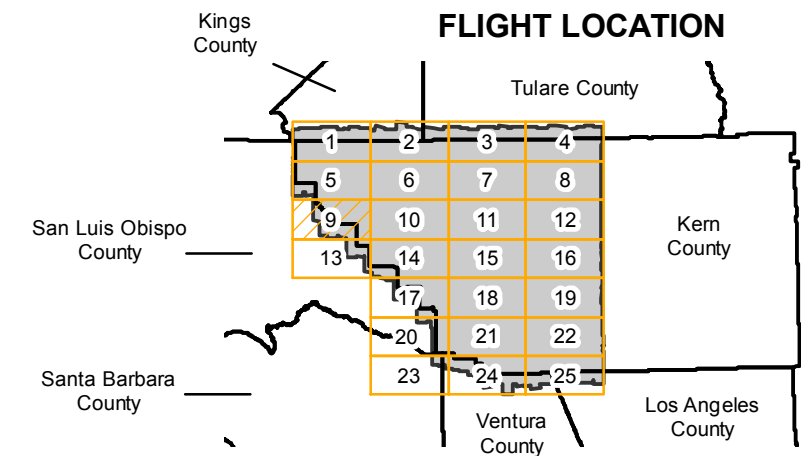 FLIGHT LOCATION
Kings
County
Tulare County
1 2 3 4
5 6 7 8
San Luis Obispo
County
9 10 11 12
Kern
County
13 14 15 16
17 18 19
20 21 22
Santa Barbara
County
23 24 25
Ventura
County
Los Angeles
County